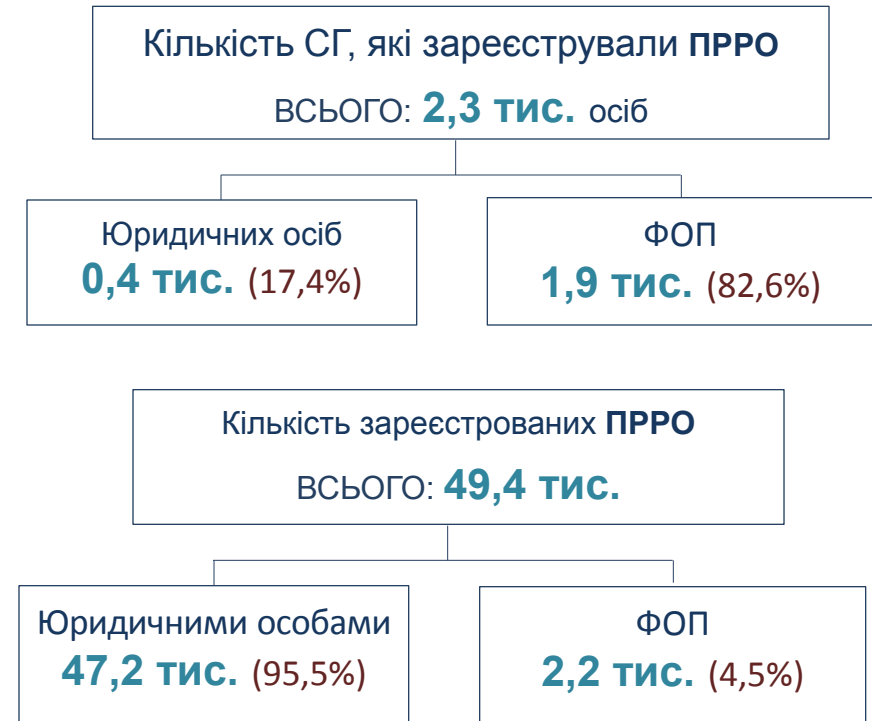 Кількість СГ, які зареєстрували ПРРО
ВСЬОГО: 2,3 тис. осіб
Юридичних осіб
0,4 тис. (17,4%)
ФОП
1,9 тис. (82,6%)
Кількість зареєстрованих ПРРО
ВСЬОГО: 49,4 тис.
Юридичними особами
47,2 тис. (95,5%)
ФОП
2,2 тис. (4,5%)